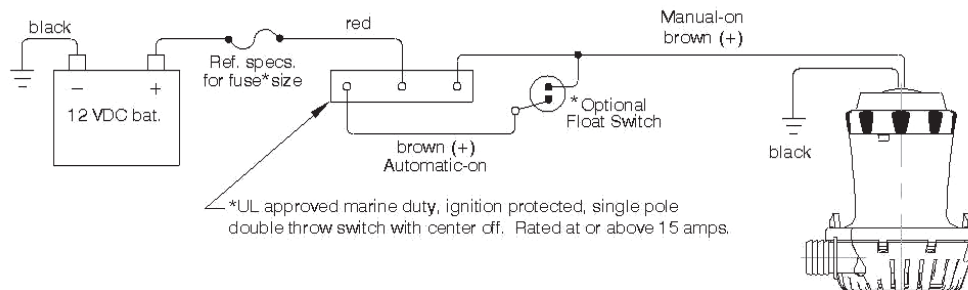 black
red
Manual-on
brown (+)
Ref. specs.
for fuse*size
− +
12 VDC bat.
*Optional
Float Switch
brown (+)
Automatic-on
black
*UL approved marine duty, ignition protected, single pole
double throw switch with center off. Rated at or above 15 amps.